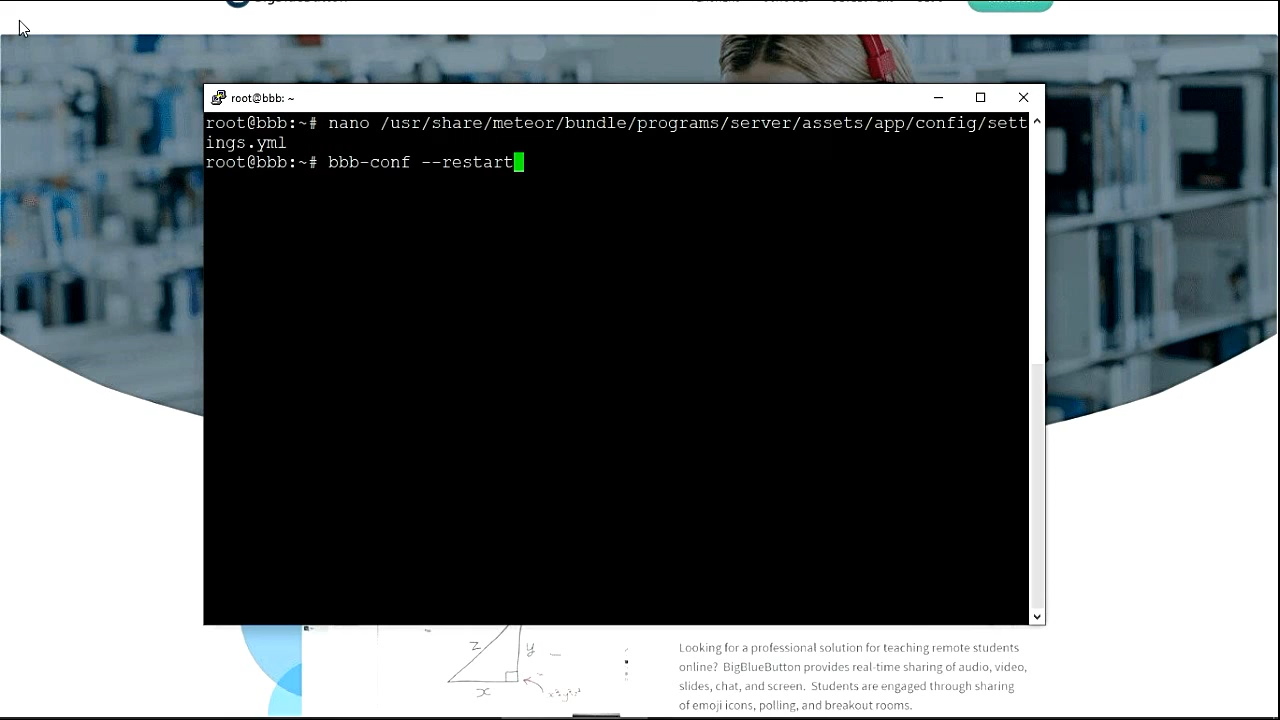 root@bbb: ~
root@bbb:~# nano /usr/share/meteor/bundle/programs/server/assets/app/config/sett
ings.yml
root@bbb:~# bbb-conf --restart
z
y
x
Looking for a professional solution for teaching remote students
online? BigBlueButton provides real-time sharing of audio, video,
slides, chat, and screen. Students are engaged through sharing
of emoji icons, polling, and breakout rooms.